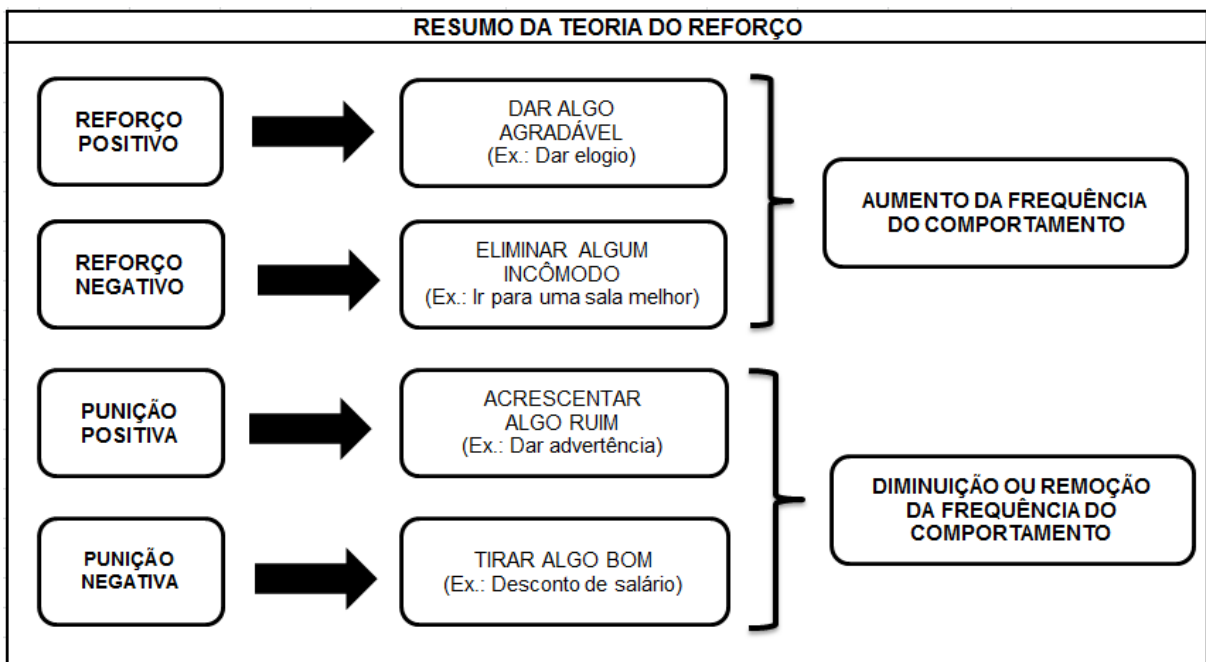 RESUMO DA TEORIA DO REFORÇO
REFORÇO
POSITIVO
DAR ALGO
AGRADÁVEL
(Ex.: Dar elogio)
REFORÇO
NEGATIVO
ELIMINAR ALGUM
INCÔMODO
(Ex.: Ir para uma sala melhor)
AUMENTO DA FREQUÊNCIA
DO COMPORTAMENTO
PUNIÇÃO
POSITIVA
ACRESCENTAR
ALGO RUIM
(Ex.: Dar advertência)
PUNIÇÃO
NEGATIVA
TIRAR ALGO BOM
(Ex.: Desconto de salário)
DIMINUIÇÃO OU REMOÇÃO
DA FREQUÊNCIA DO
COMPORTAMENTO